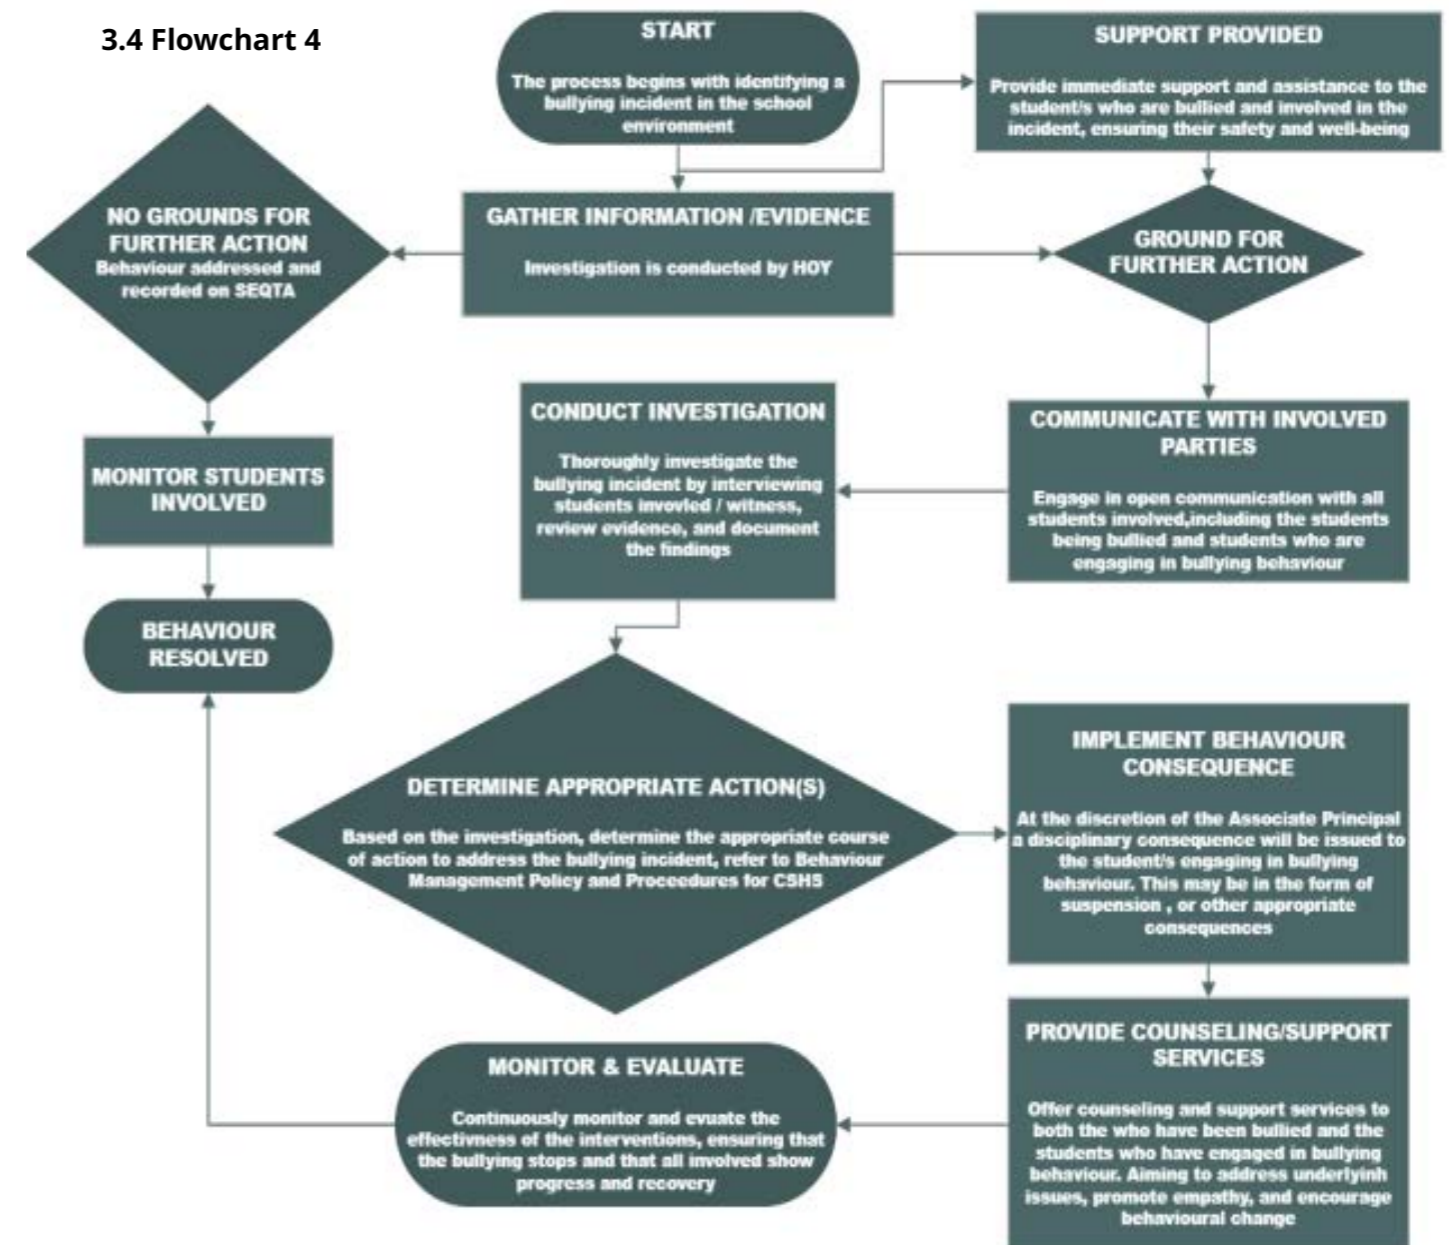 3.4 Flowchart 4
START
The process begins with identifying a
bullying incident in the school
environment
SUPPORT PROVIDED
Provide immediate support and assistance to the
student/s who are bullied and involved in the
incident, ensuring their safety and well-being
NO GROUNDS FOR
FURTHER ACTION
Behaviour addressed and
recorded on SEQTA
GATHER INFORMATION /EVIDENCE
Investigation is conducted by HOY
GROUND FOR
FURTHER ACTION
CONDUCT INVESTIGATION
Thoroughly investigate the
bullying incident by interviewing
students invovled / witness,
review evidence, and document
the findings
COMMUNICATE WITH INVOLVED
PARTIES
Engage in open communication with all
students involved,including the students
being bullied and students who are
engaging in bullying behaviour
MONITOR STUDENTS
INVOLVED
BEHAVIOUR
RESOLVED
DETERMINE APPROPRIATE ACTION(S)
Based on the investigation, determine the appropriate course
of action to address the bullying incident, refer to Behaviour
Management Policy and Proceedures for CSHS
IMPLEMENT BEHAVIOUR
CONSEQUENCE
At the discretion of the Associate Principal
a disciplinary consequence will be issued to
the student/s engaging in bullying
behaviour. This may be in the form of
suspension , or other appropriate
consequences
MONITOR & EVALUATE
Continuously monitor and evuate the
effectivness of the interventions, ensuring that
the bullying stops and that all involved show
progress and recovery
PROVIDE COUNSELING/SUPPORT
SERVICES
Offer counseling and support services to
both the who have been bullied and the
students who have engaged in bullying
behaviour. Aiming to address underlyinh
issues, promote empathy, and encourage
behavioural change